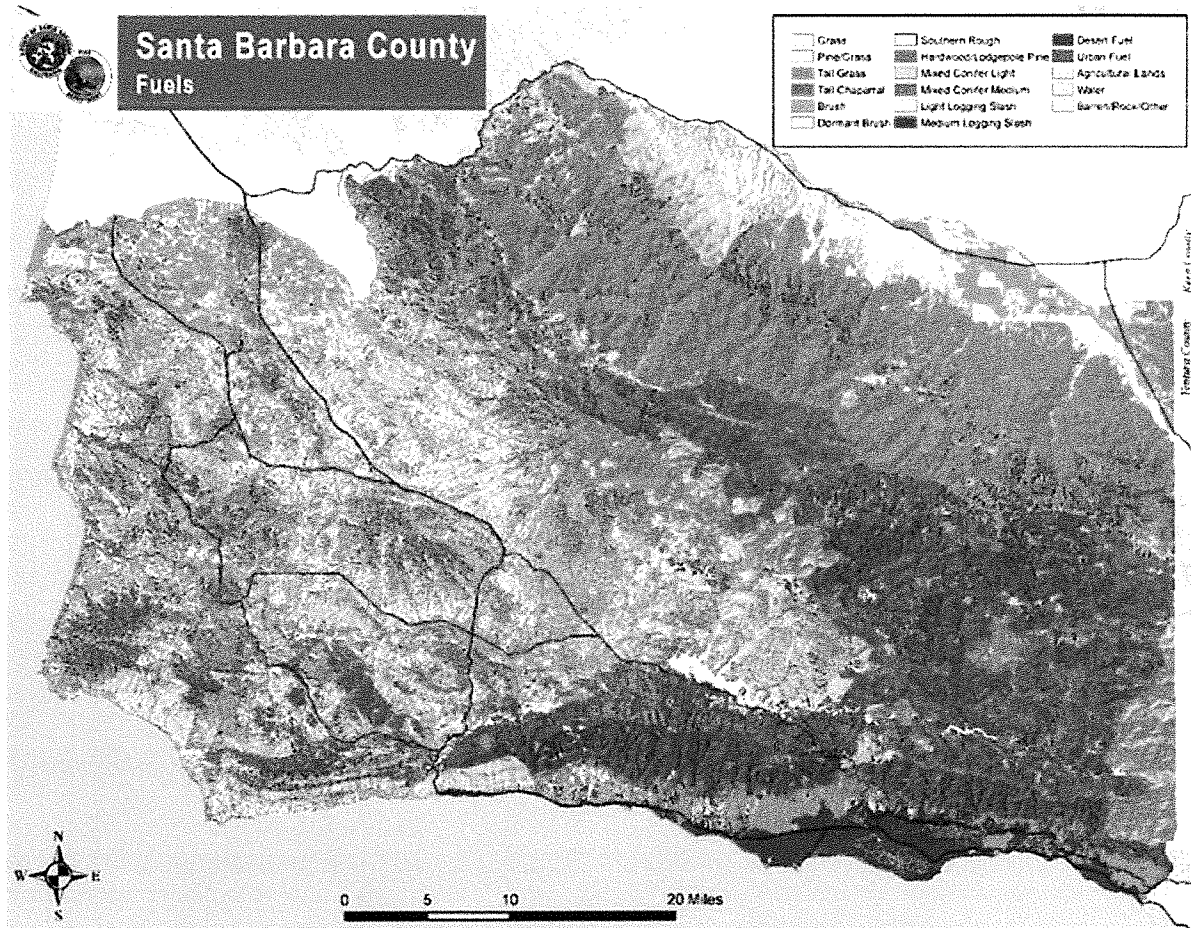 Santa Barbara County
Fuels
Grass
Pine/Grass
Tall Grass
Tall Chaparral
Brush
Dormant Brush
Southern Rough
Hardwood/Lodgepole Pine
Mixed Conifer Light
Mixed Conifer Medium
Light Logging Slash
Medium Logging Slash
Desert Fuel
Urban Fuel
Agricultural Lands
Water
Barren/Rock/Other
Kern County
Ventura County
N
W E
S
0 5 10 20 Miles